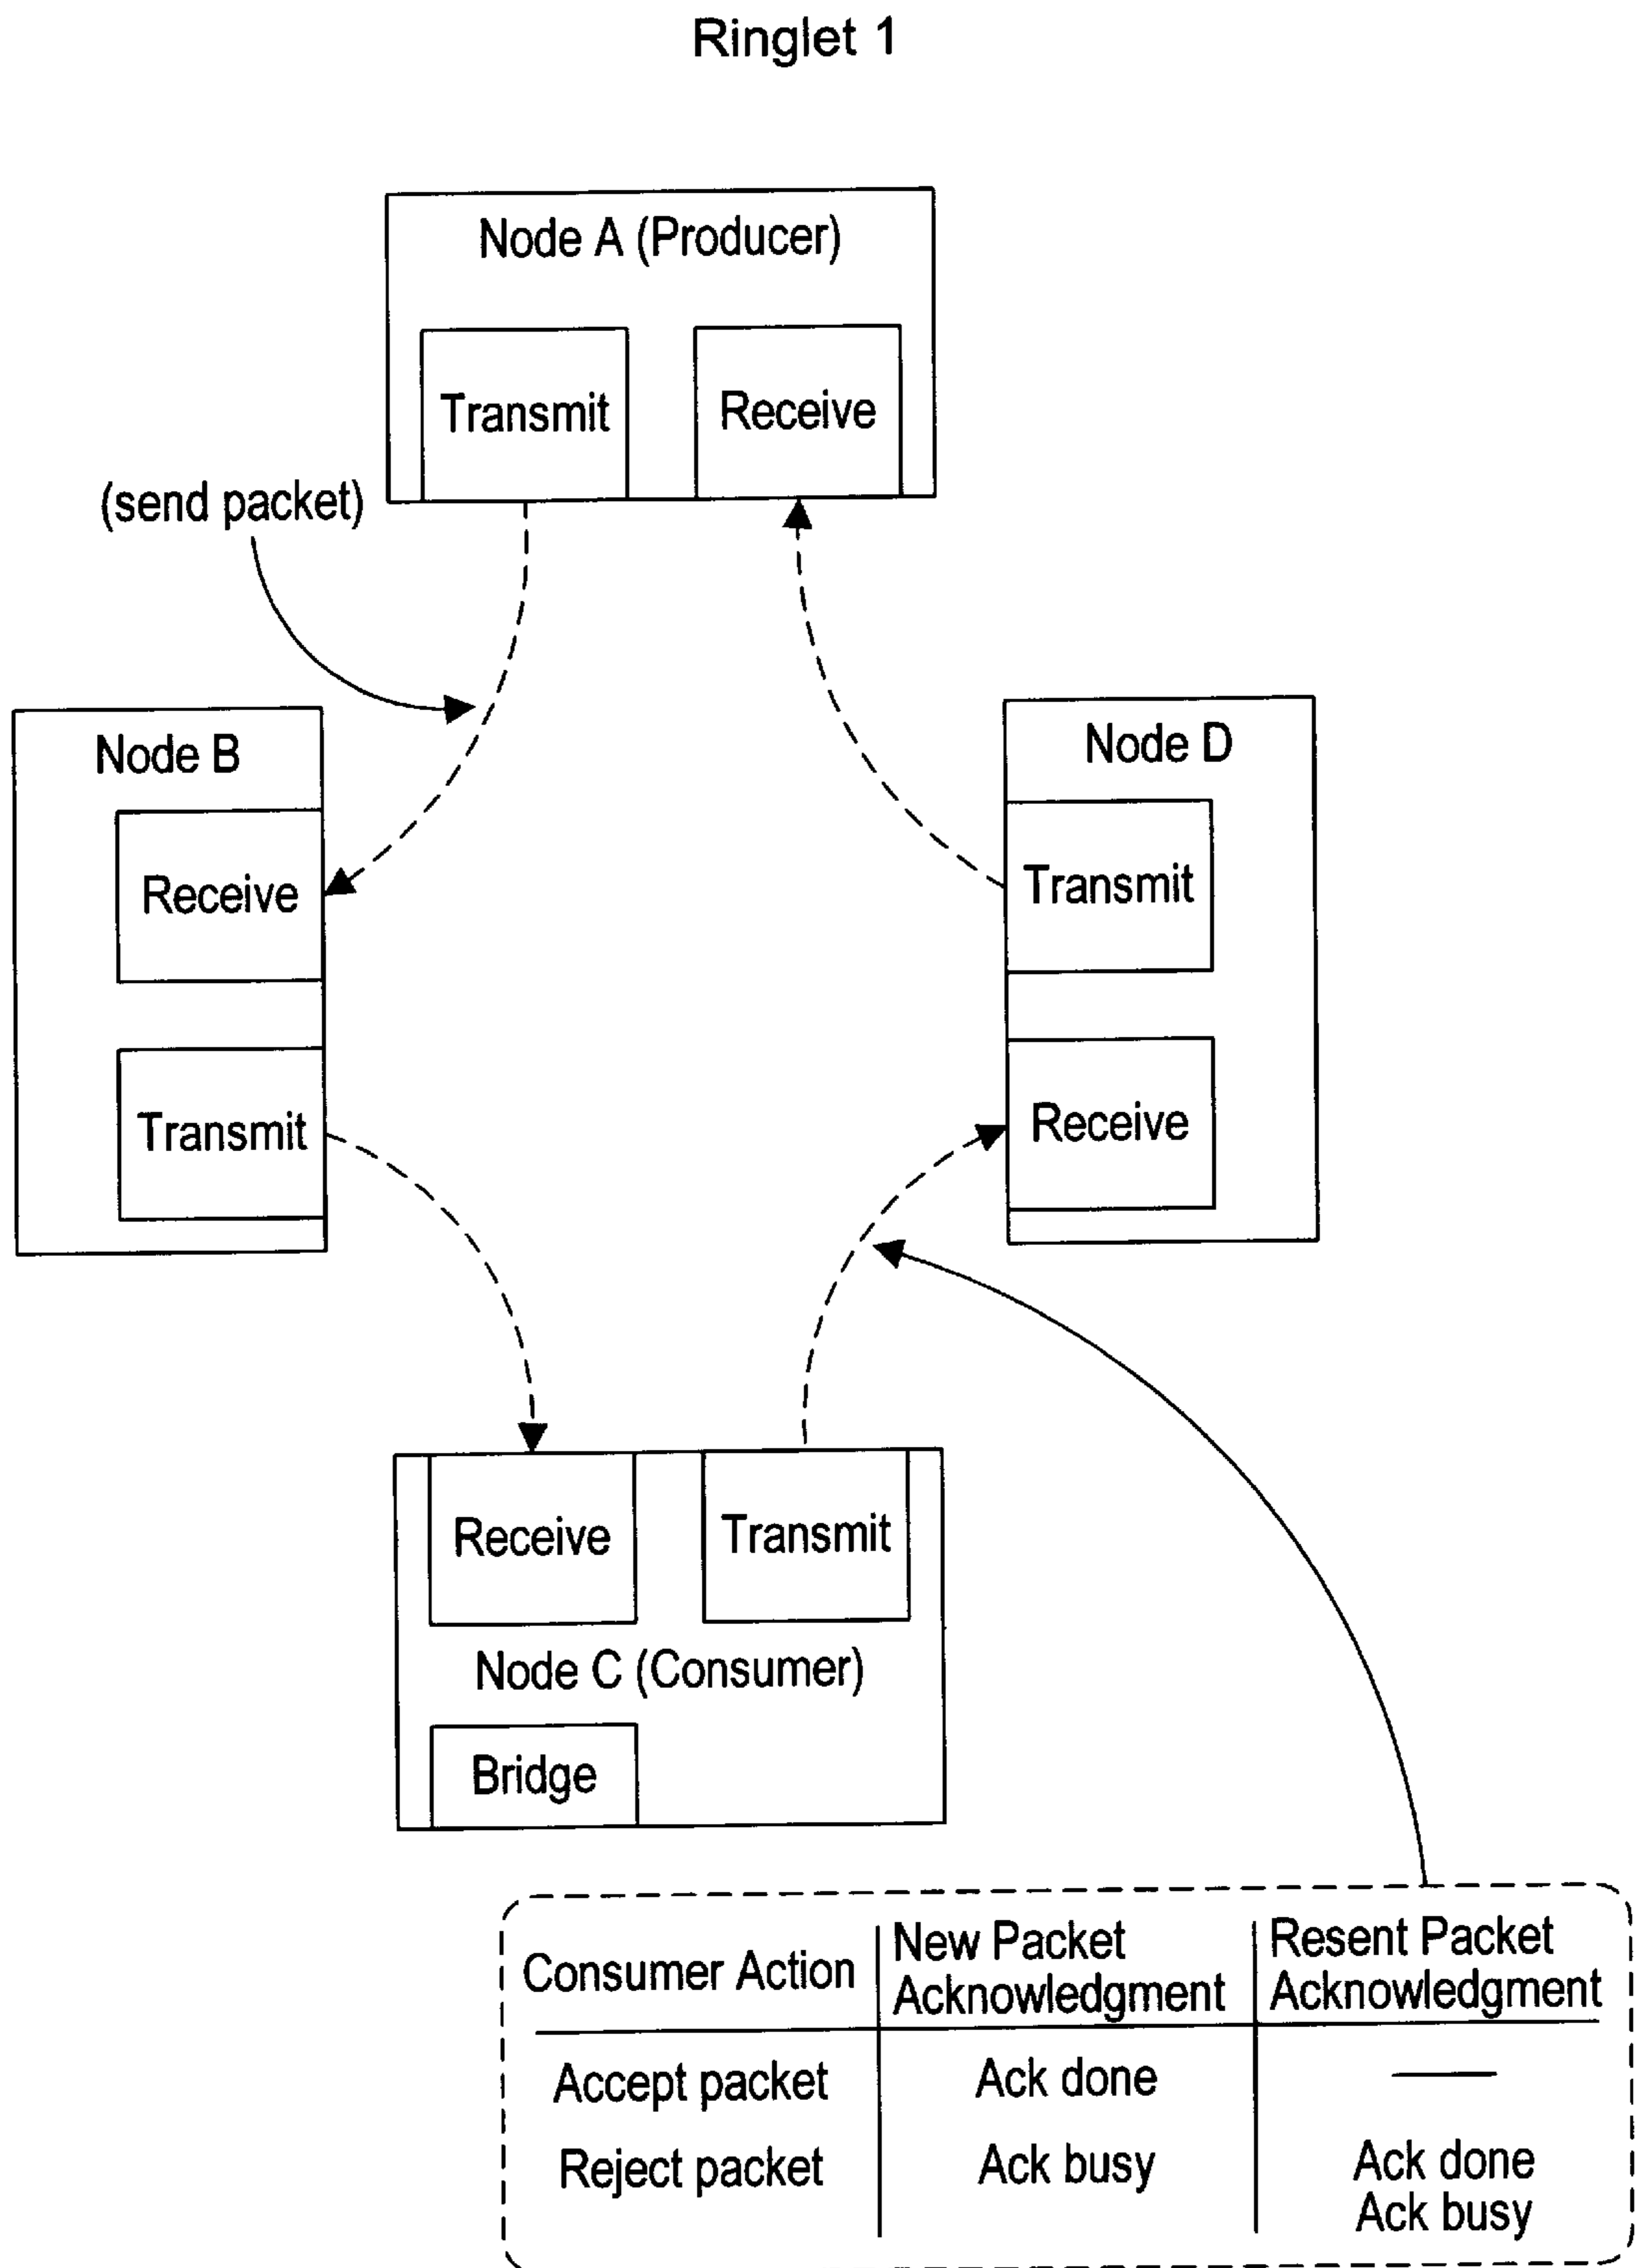 Ringlet 1
Node A (Producer)
Transmit
Receive
(send packet)
Node B
Receive
Transmit
Node D
Transmit
Receive
Receive
Transmit
Node C (Consumer)
Bridge
Consumer Action
New Packet
Acknowledgment
Resent Packet
Acknowledgment
Accept packet
Ack done
—
Reject packet
Ack busy
Ack done
Ack busy